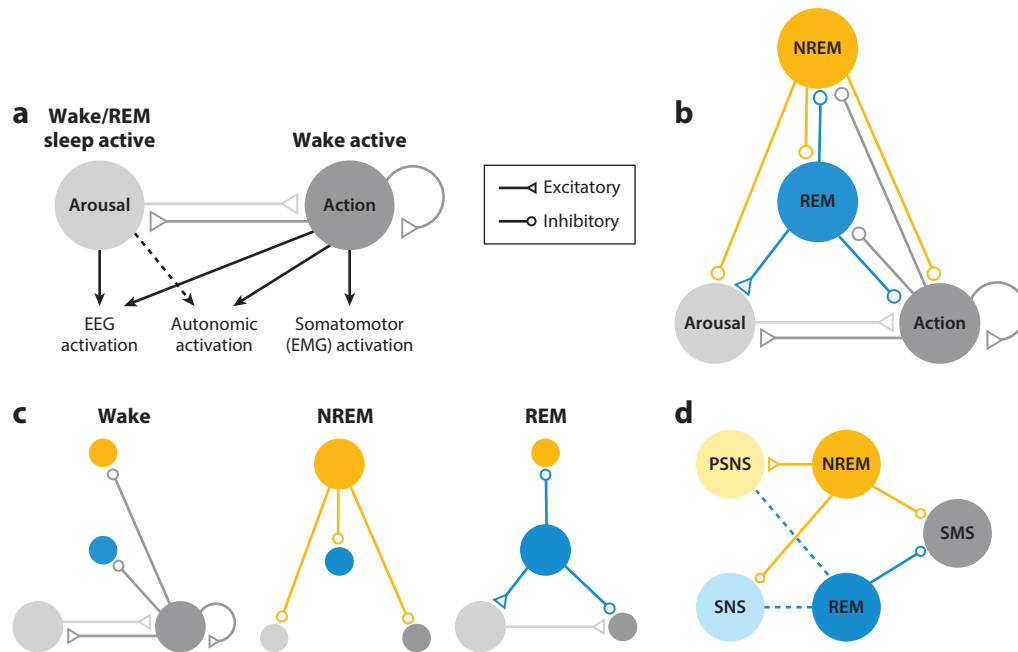 a
Wake/REM
sleep active
Wake active
Arousal
Action
EEG
activation
Autonomic
activation
Somatomotor
(EMG) activation
Excitatory
Inhibitory
b
NREM
REM
Arousal
Action
c
Wake
NREM
REM
d
PSNS
NREM
SMS
SNS
REM